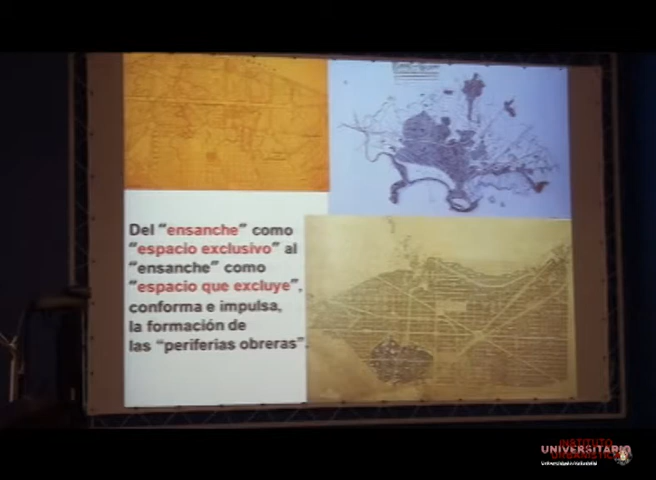 Del “ensanche” como
“espacio exclusivo” al
“ensanche” como
“espacio que excluye”,
conforma e impulsa,
la formación de
las “periferias obreras”.
INSTITUTO
UNIVERSITARIO